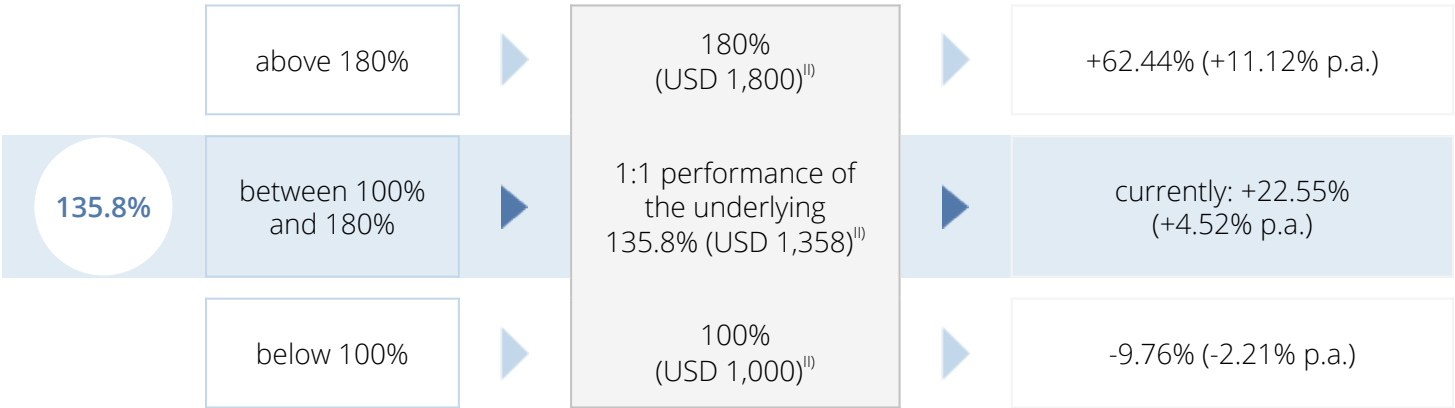 above 180%
180%
(USD 1,800)II)
+62.44% (+11.12% p.a.)
135.8%
between 100%
and 180%
1:1 performance of
the underlying
135.8% (USD 1,358)II)
currently: +22.55%
(+4.52% p.a.)
below 100%
100%
(USD 1,000)II)
-9.76% (-2.21% p.a.)